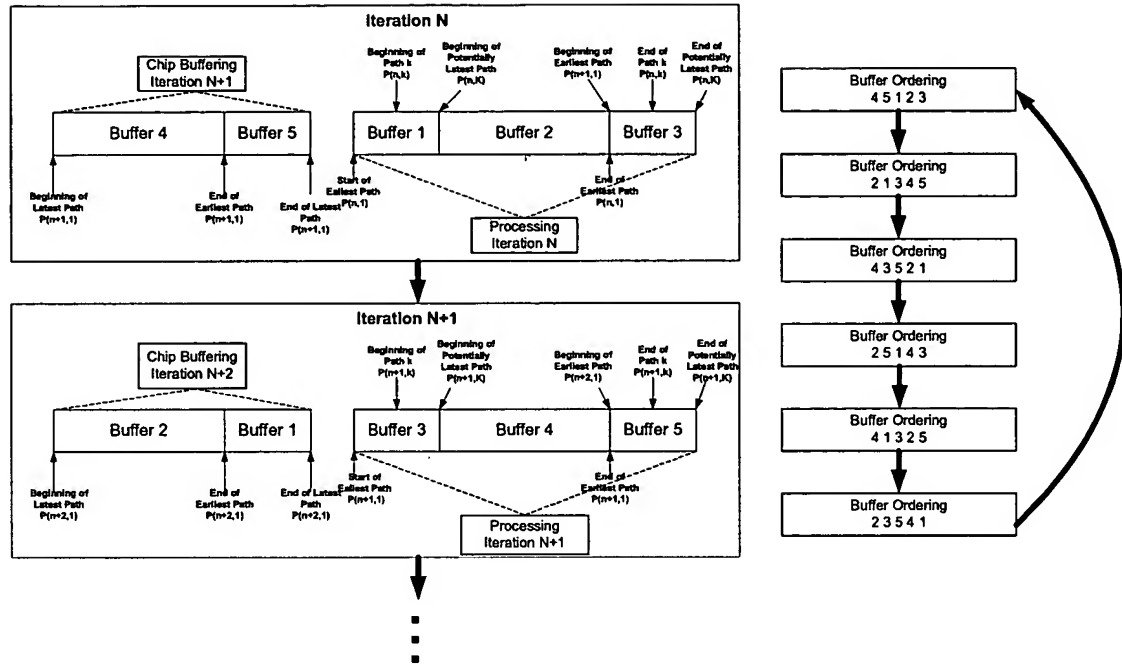 Iteration N
Chip Buffering
Iteration N+1
Beginning of
Path k
P(n,k)
Beginning of
Potentially
Latest Path
P(n,K)
Beginning of
Earliest Path
P(n+1,1)
End of
Path k
P(n,k)
End of
Potentially
Latest Path
P(n,K)
Buffer 4
Buffer 5
Buffer 1
Buffer 2
Buffer 3
Beginning of
Latest Path
P(n+1,1)
End of
Earliest Path
P(n+1,1)
End of Latest
Path
P(n+1,1)
Start of
Eailest Path
P(n,1)
End of
Earliest Path
P(n,1)
Processing
Iteration N
Iteration N+1
Chip Buffering
Iteration N+2
Beginning of
Path k
P(n+1,k)
Beginning of
Potentially
Latest Path
P(n+1,K)
Beginning of
Earliest Path
P(n+2,1)
End of
Path k
P(n+1,k)
End of
Potentially
Latest Path
P(n+1,K)
Buffer 2
Buffer 1
Buffer 3
Buffer 4
Buffer 5
Beginning of
Latest Path
P(n+2,1)
End of
Earliest Path
P(n+2,1)
End of Latest
Path
P(n+2,1)
Start of
Eailest Path
P(n+1,1)
End of
Earliest Path
P(n+1,1)
Processing
Iteration N+1
Buffer Ordering
4 5 1 2 3
Buffer Ordering
2 1 3 4 5
Buffer Ordering
4 3 5 2 1
Buffer Ordering
2 5 1 4 3
Buffer Ordering
4 1 3 2 5
Buffer Ordering
2 3 5 4 1